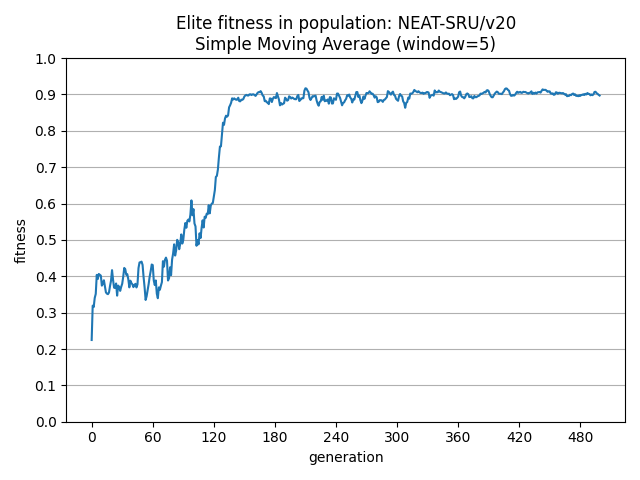 Elite fitness in population: NEAT-SRU/v20
Simple Moving Average (window=5)
1.0
0.9
0.8
0.7
0.6
0.5
0.4
0.3
0.2
0.1
0.0
fitness
0 60 120 180 240 300 360 420 480
generation